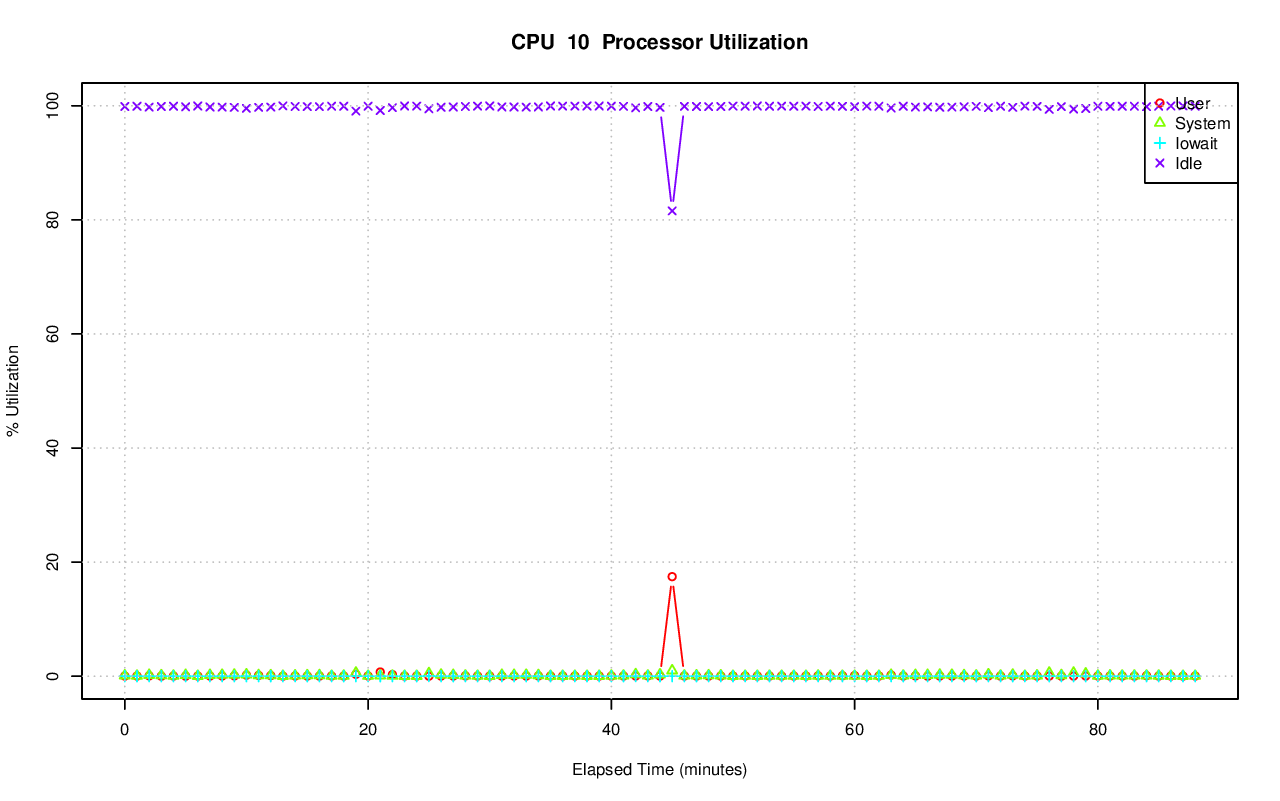 CPU  10  Processor Utilization
% Utilization
100
80
60
40
20
0
User
System
Iowait
Idle
0 20 40 60 80
Elapsed Time (minutes)